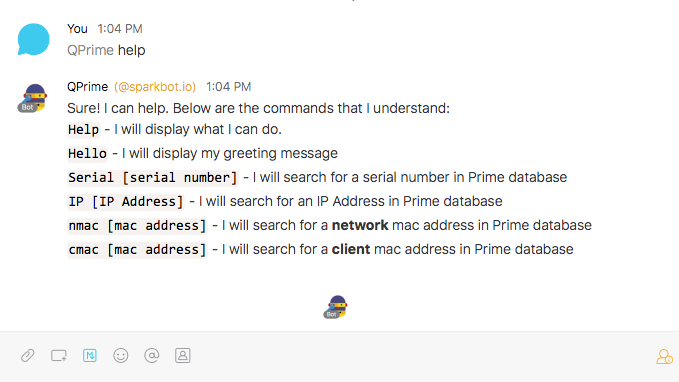 You 1:04 PM
QPrime help
QPrime (@sparkbot.io) 1:04 PM
Bot
Sure! I can help. Below are the commands that I understand:
Help - I will display what I can do.
Hello - I will display my greeting message
Serial [serial number] - I will search for a serial number in Prime database
IP [IP Address] - I will search for an IP Address in Prime database
nmac [mac address] - I will search for a network mac address in Prime database
cmac [mac address] - I will search for a client mac address in Prime database
Bot
M